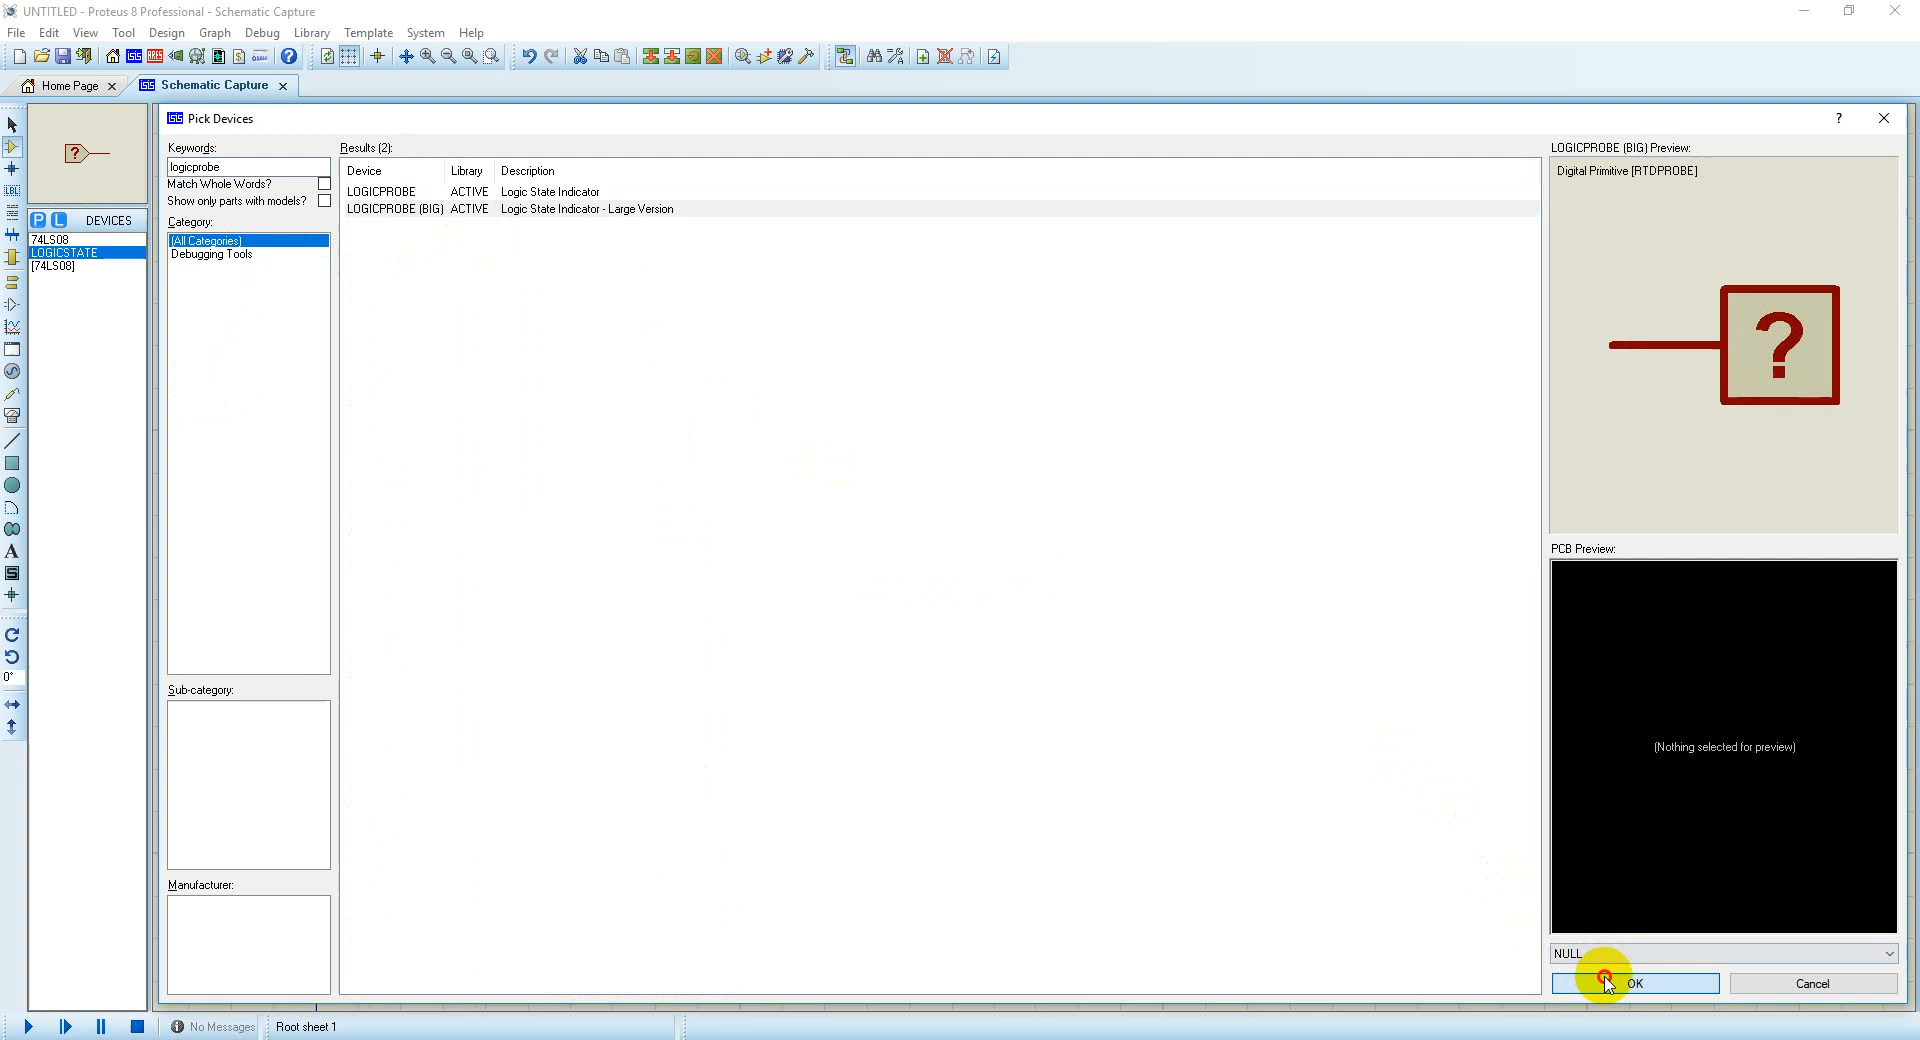 UNTITLED - Proteus 8 Professional - Schematic Capture
File Edit View Tool Design Graph Debug Library Template System Help
Home Page
Schematic Capture
Pick Devices
?
Keywords:
logicprobe
Match Whole Words?
Show only parts with models?
Category:
(All Categories)
Debugging Tools
Sub-category:
Manufacturer:
P L DEVICES
74LS08
LOGICSTATE
[74LS08]
?
LBL
A
S
0°
Results (2):
Device Library Description
LOGICPROBE ACTIVE Logic State Indicator
LOGICPROBE (BIG) ACTIVE Logic State Indicator - Large Version
LOGICPROBE (BIG) Preview:
Digital Primitive [RTDPROBE]
?
PCB Preview:
(Nothing selected for preview)
NULL
OK Cancel
No Messages
Root sheet 1